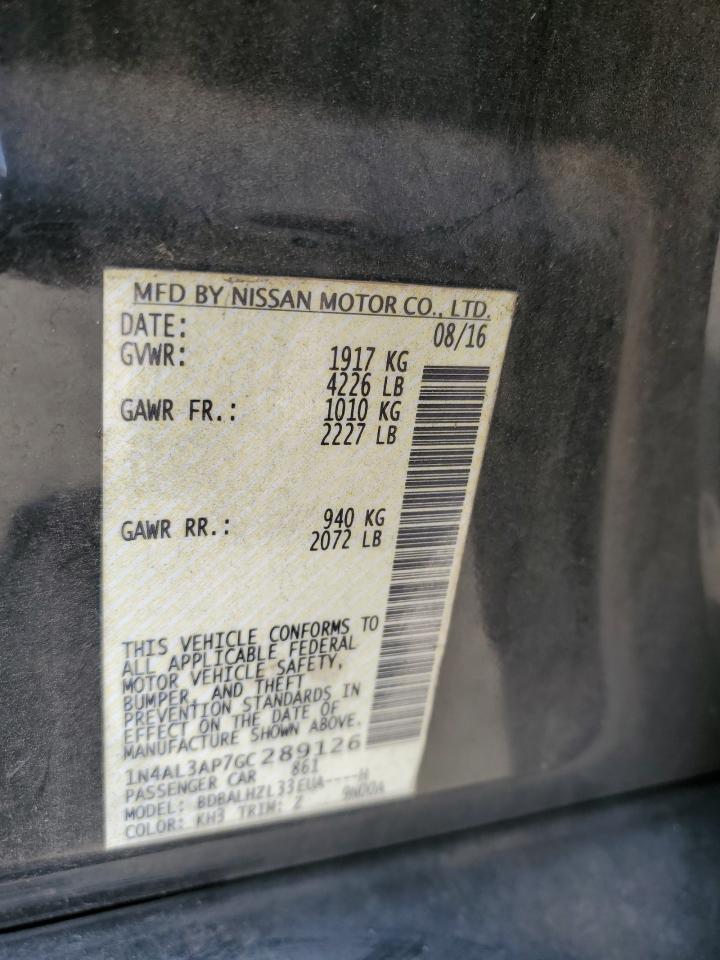 MFD BY NISSAN MOTOR CO., LTD.
DATE: 08/16
GVWR: 1917 KG
4226 LB
GAWR FR.: 1010 KG
2227 LB
GAWR RR.: 940 KG
2072 LB
THIS VEHICLE CONFORMS TO
ALL APPLICABLE FEDERAL
MOTOR VEHICLE SAFETY,
BUMPER, AND THEFT
PREVENTION STANDARDS IN
EFFECT ON THE DATE OF
MANUFACTURE SHOWN ABOVE.
1N4AL3AP7GC289126
PASSENGER CAR 861
MODEL: BDBALHZL33EUA----H
COLOR: KH3 TRIM: Z 9N00A